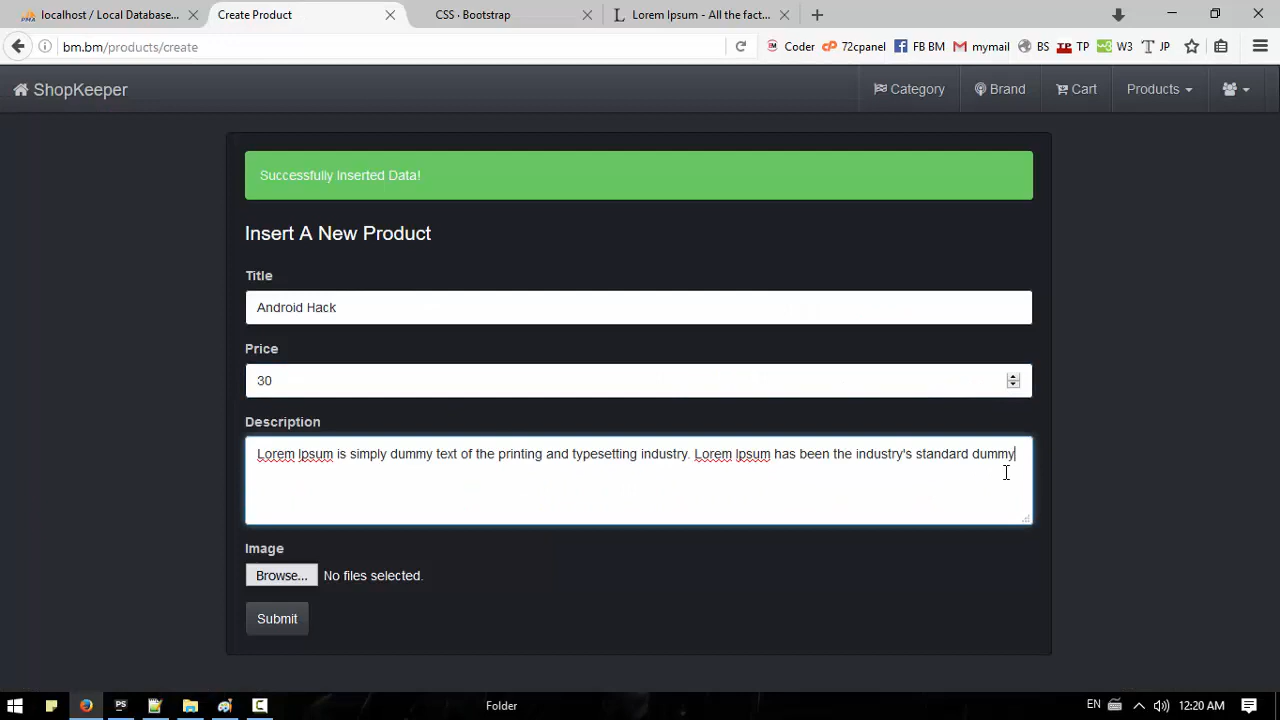 localhost / Local Database...
Create Product
CSS · Bootstrap
Lorem Ipsum - All the fact...
bm.bm/products/create
Coder
72cpanel
FB BM
mymail
BS
TP
TP
W3
JP
ShopKeeper
Category
Brand
Cart
Products
Successfully Inserted Data!
Insert A New Product
Title
Android Hack
Price
30
Description
Lorem Ipsum is simply dummy text of the printing and typesetting industry. Lorem Ipsum has been the industry's standard dummy
Image
Browse... No files selected.
Submit
Folder
EN
12:20 AM